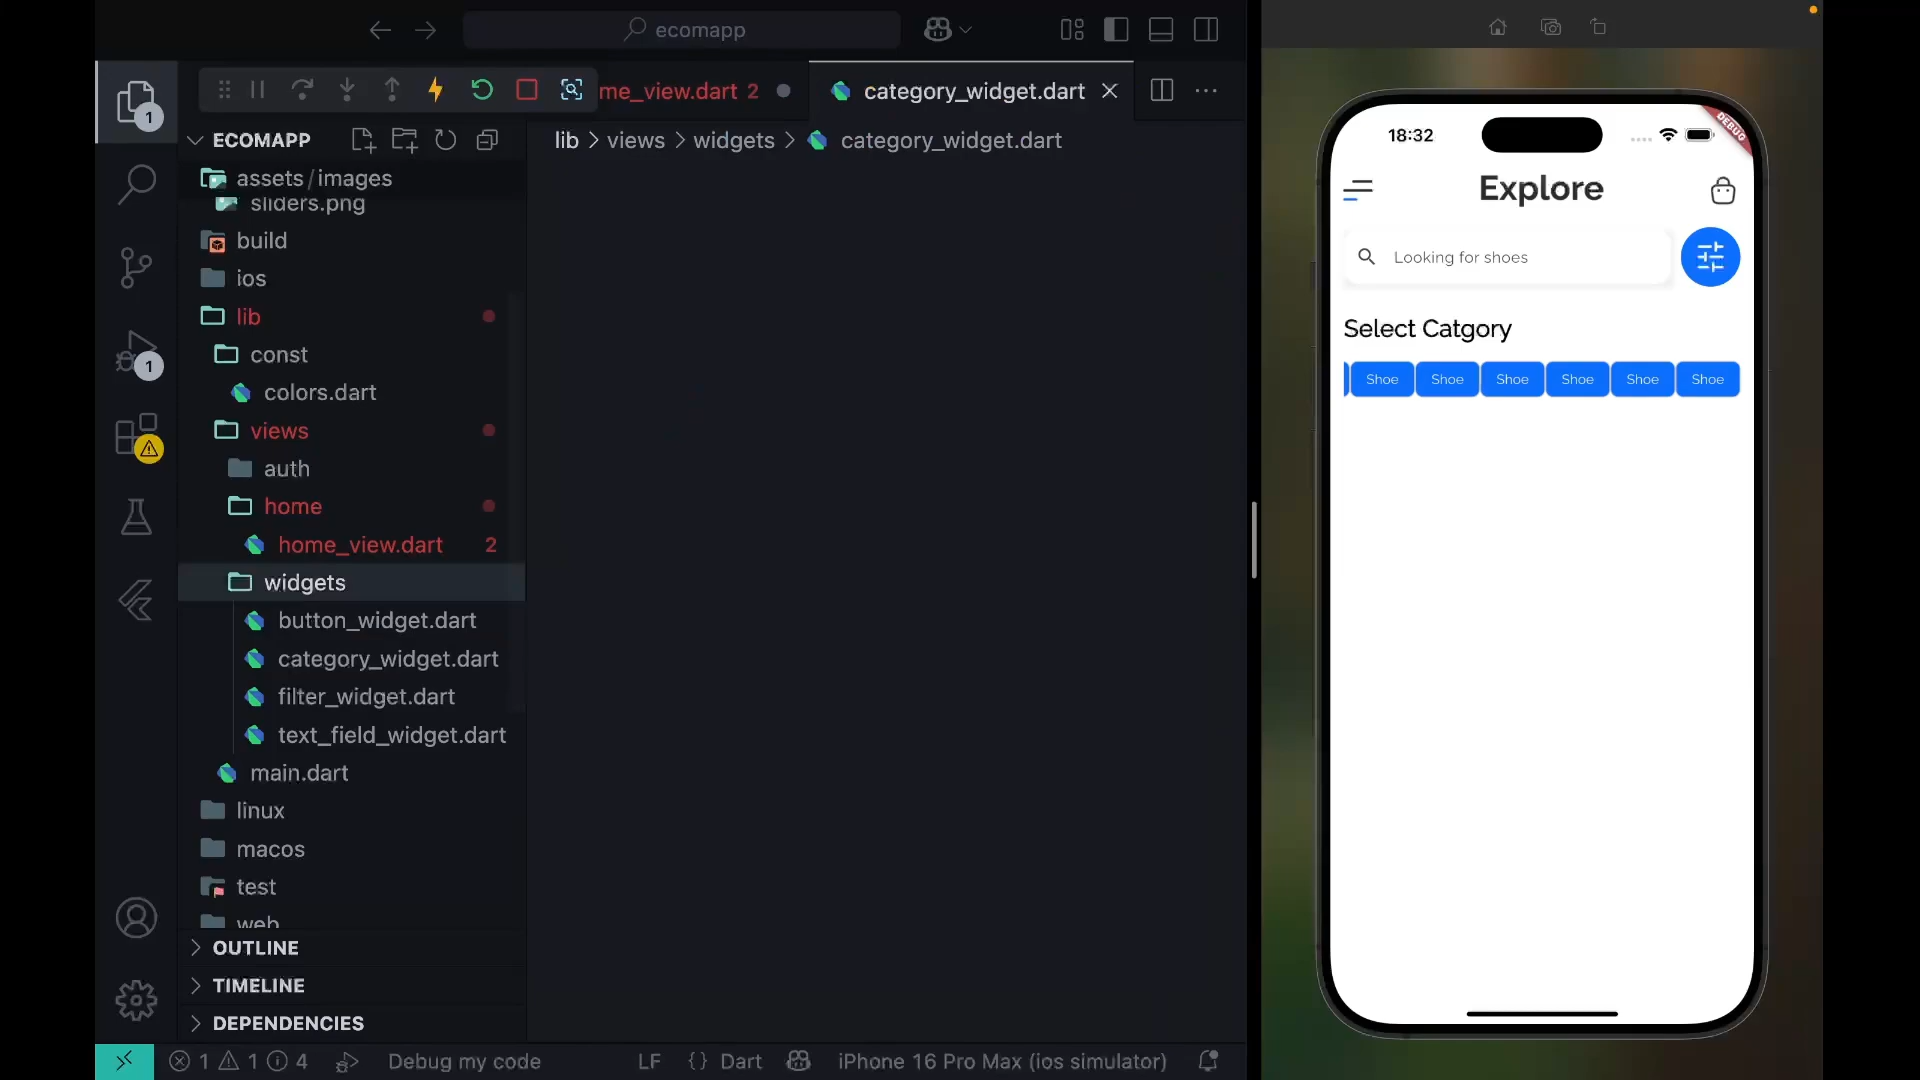 ecomapp
me_view.dart 2
category_widget.dart
1
ECOMAPP
lib > views > widgets > category_widget.dart
assets/images
sliders.png
build
ios
lib
const
colors.dart
1
views
auth
home
home_view.dart 2
widgets
button_widget.dart
category_widget.dart
filter_widget.dart
text_field_widget.dart
main.dart
linux
macos
test
web
OUTLINE
TIMELINE
DEPENDENCIES
1 1 4 Debug my code LF {} Dart iPhone 16 Pro Max (ios simulator)
18:32
DEBUG
Explore
Looking for shoes
Select Catgory
Shoe Shoe Shoe Shoe Shoe Shoe